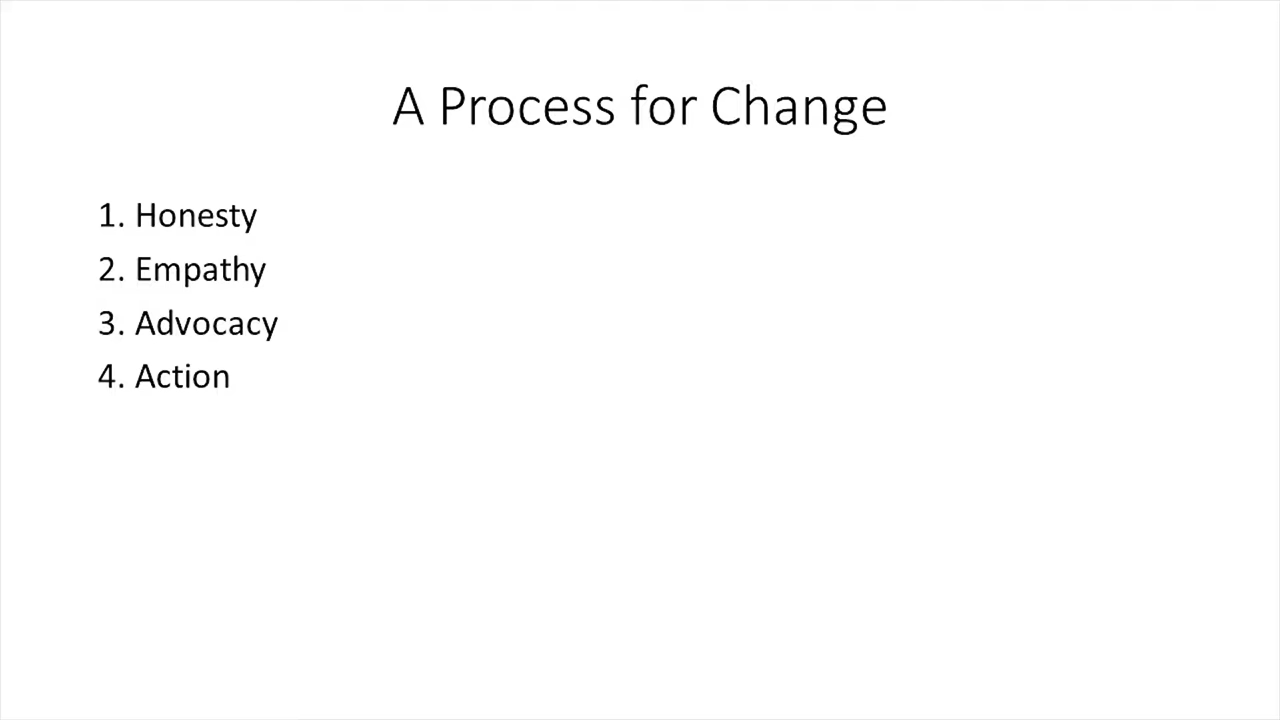 A Process for Change
1. Honesty
2. Empathy
3. Advocacy
4. Action